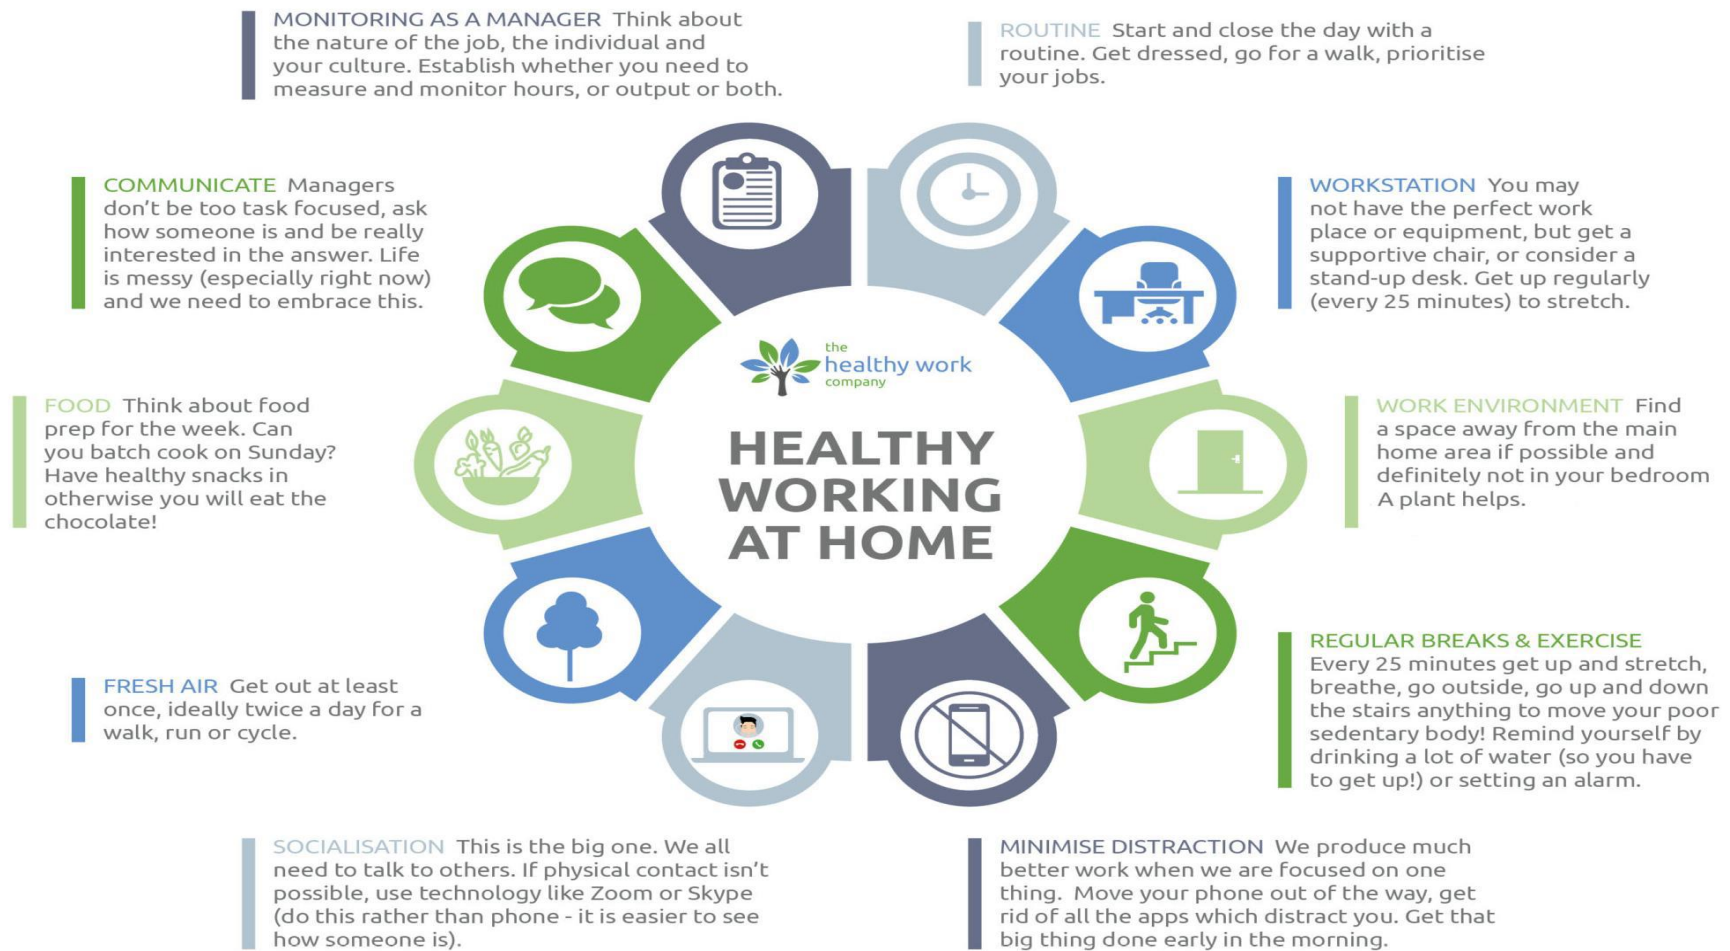 MONITORING AS A MANAGER Think about
the nature of the job, the individual and
your culture. Establish whether you need to
measure and monitor hours, or output or both.
ROUTINE Start and close the day with a
routine. Get dressed, go for a walk, prioritise
your jobs.
COMMUNICATE Managers
don't be too task focused, ask
how someone is and be really
interested in the answer. Life
is messy (especially right now)
and we need to embrace this.
WORKSTATION You may
not have the perfect work
place or equipment, but get a
supportive chair, or consider a
stand-up desk. Get up regularly
(every 25 minutes) to stretch.
the
healthy work
company
HEALTHY
WORKING
AT HOME
FOOD Think about food
prep for the week. Can
you batch cook on Sunday?
Have healthy snacks in
otherwise you will eat the
chocolate!
WORK ENVIRONMENT Find
a space away from the main
home area if possible and
definitely not in your bedroom
A plant helps.
FRESH AIR Get out at least
once, ideally twice a day for a
walk, run or cycle.
REGULAR BREAKS & EXERCISE
Every 25 minutes get up and stretch,
breathe, go outside, go up and down
the stairs anything to move your poor
sedentary body! Remind yourself by
drinking a lot of water (so you have
to get up!) or setting an alarm.
SOCIALISATION This is the big one. We all
need to talk to others. If physical contact isn't
possible, use technology like Zoom or Skype
(do this rather than phone - it is easier to see
how someone is).
MINIMISE DISTRACTION We produce much
better work when we are focused on one
thing. Move your phone out of the way, get
rid of all the apps which distract you. Get that
big thing done early in the morning.